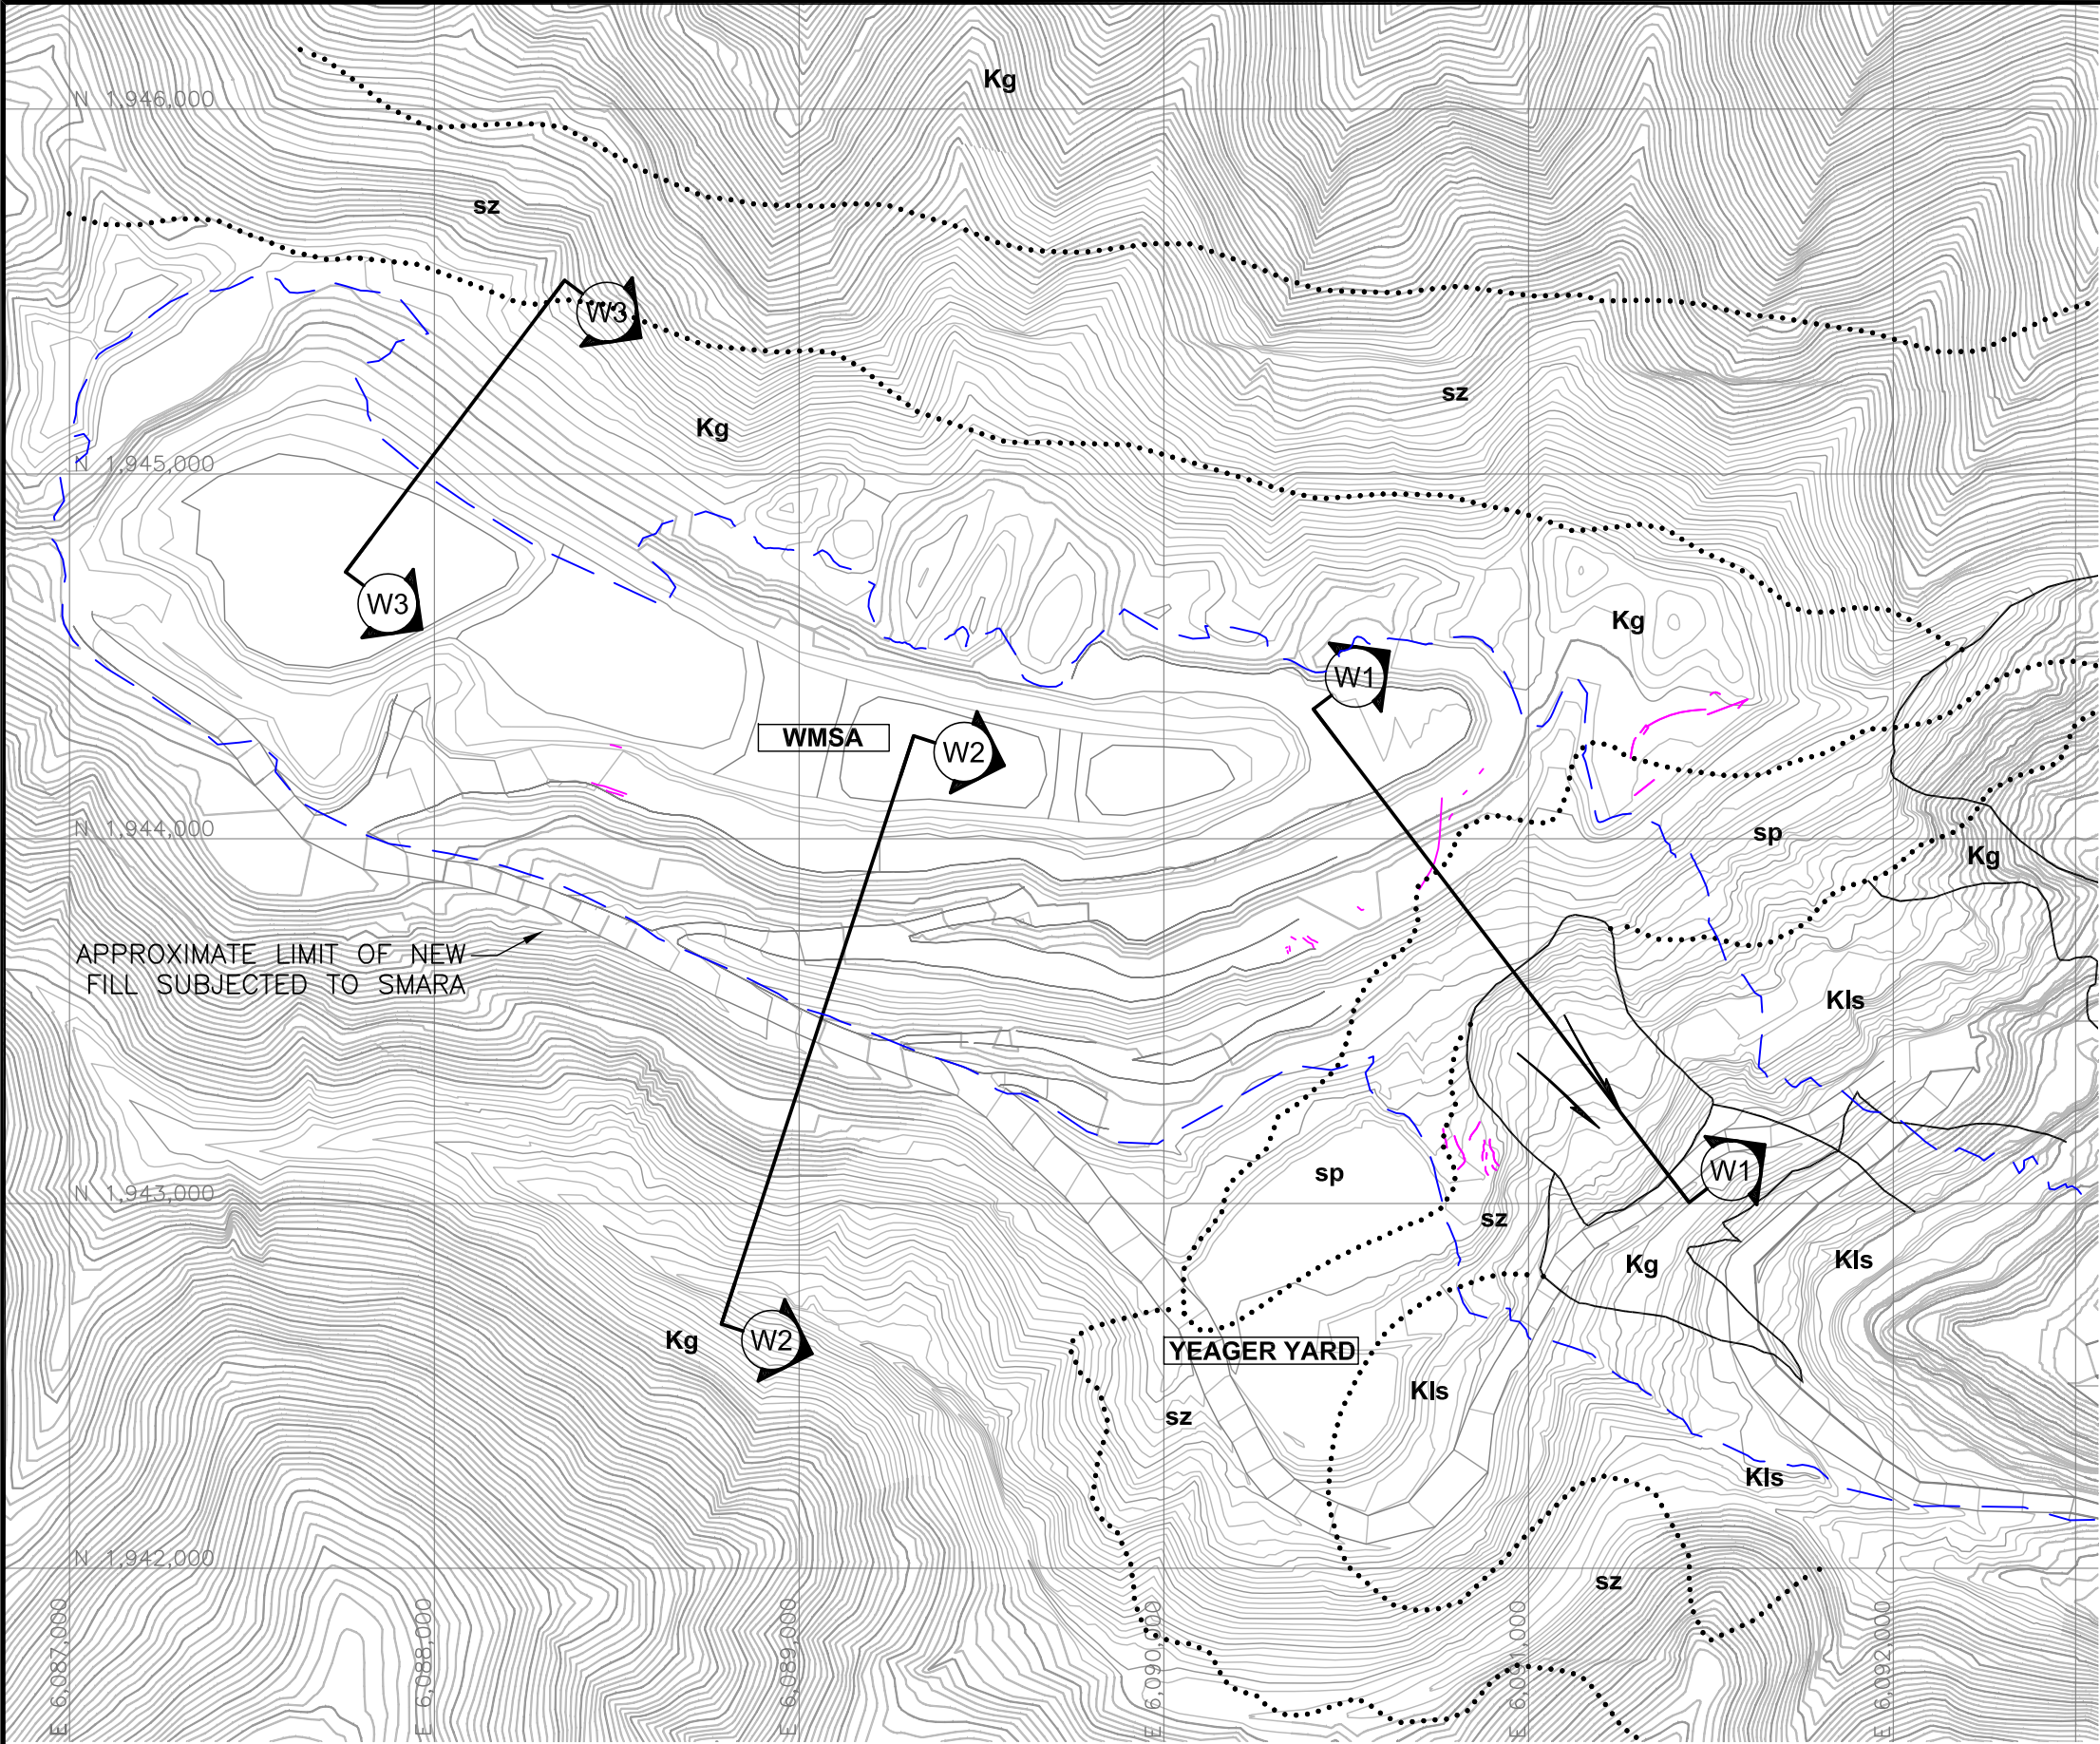 Kg
N 1,946,000
sz
W3
sz
Kg
N 1,945,000
W3
Kg
W1
WMSA
W2
N 1,944,000
sp
Kg
APPROXIMATE LIMIT OF NEW
FILL SUBJECTED TO SMARA
Kls
sp
W1
N 1,943,000
sz
Kg
Kls
Kg
W2
YEAGER YARD
Kls
sz
Kls
N 1,942,000
sz
E 6,087,000
E 6,088,000
E 6,089,000
E 6,090,000
E 6,091,000
E 6,092,000